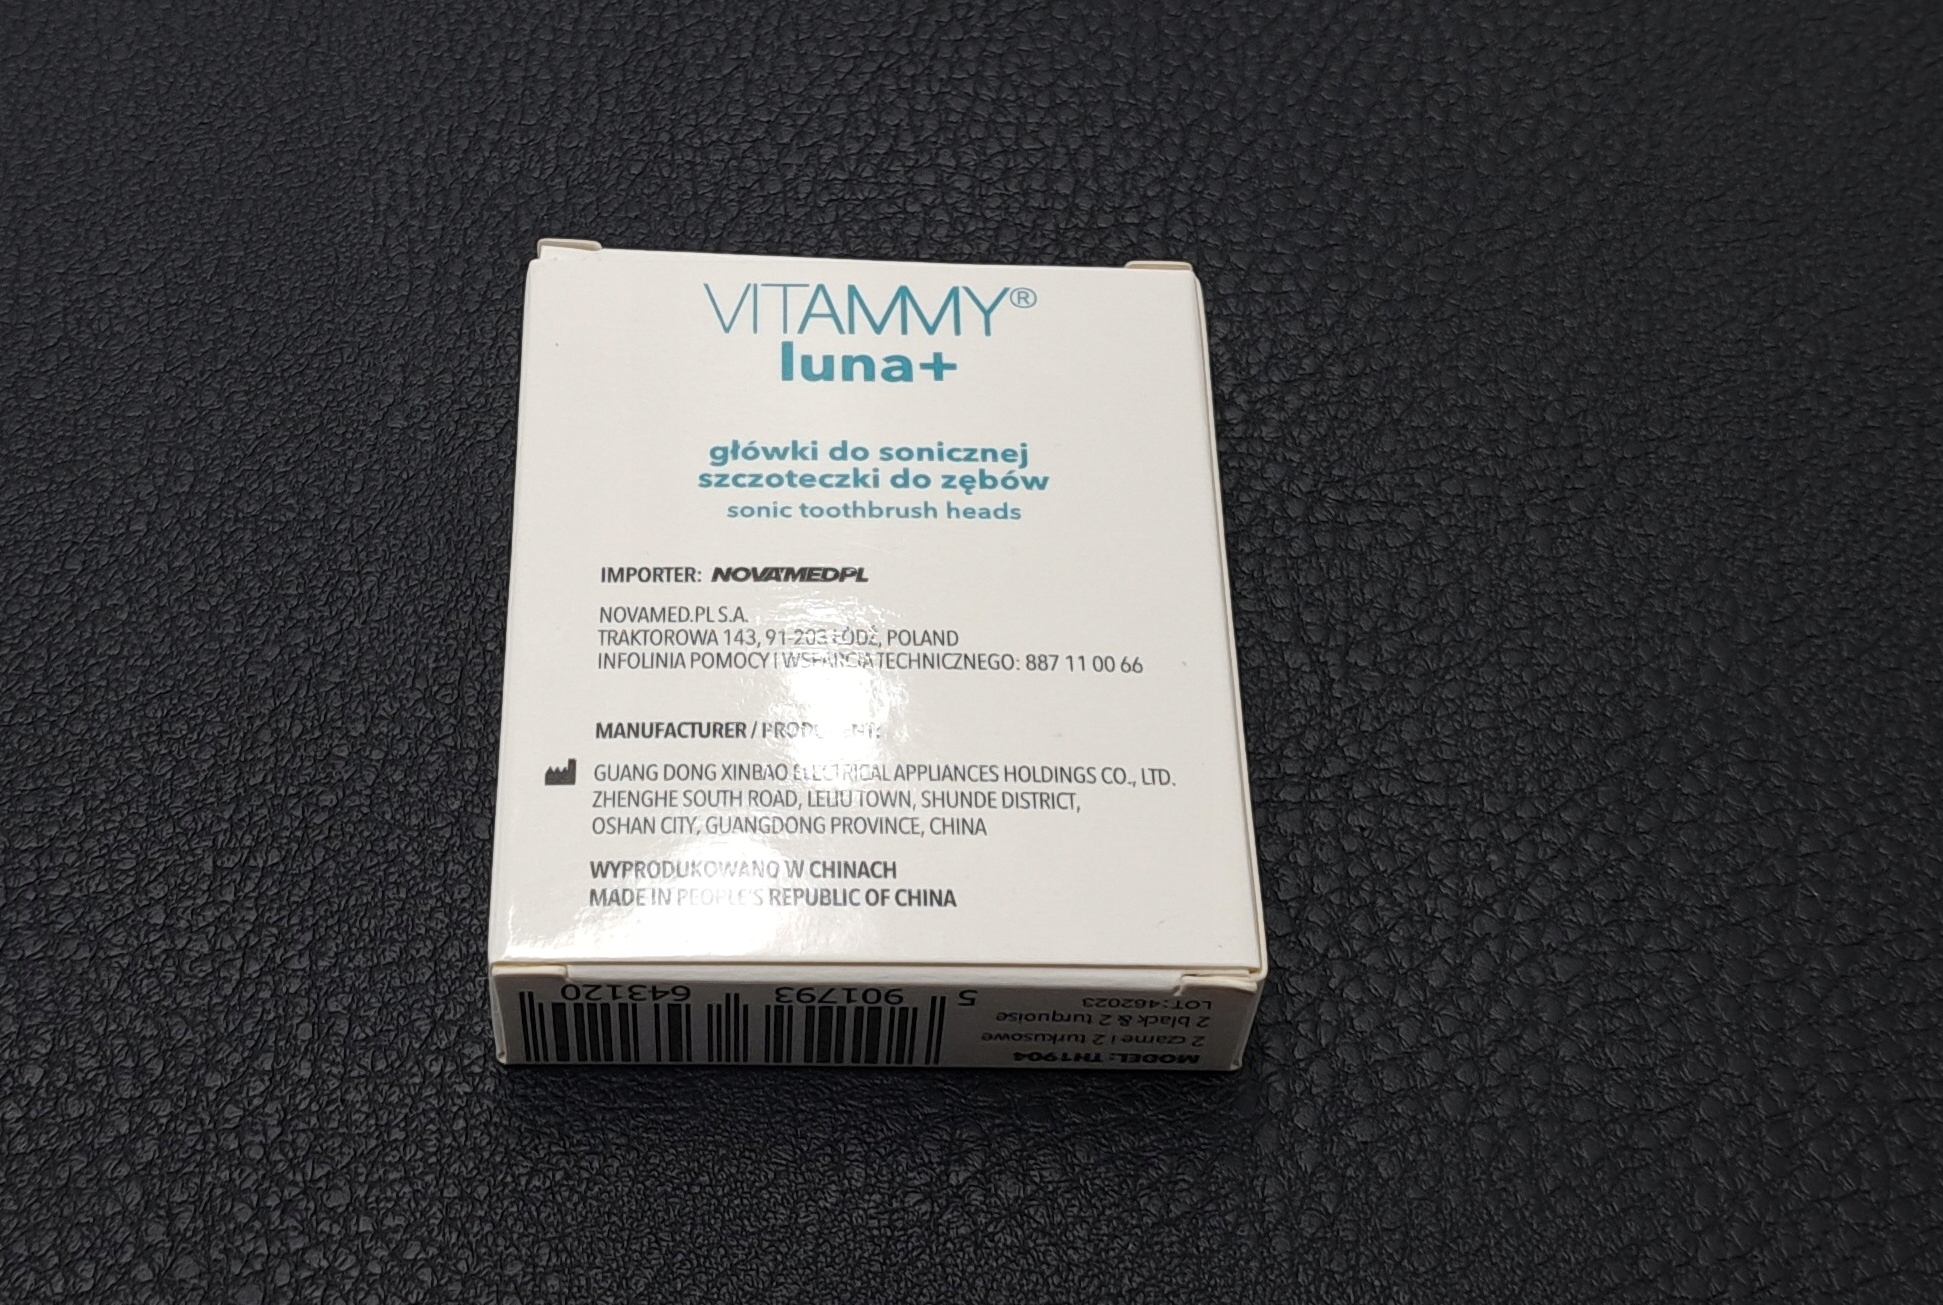 VITAMMY®
luna+
główki do sonicznej
szczoteczki do zębów
sonic toothbrush heads
IMPORTER: NOVAMEDPL
NOVAMED.PL S.A.
TRAKTOROWA 143, 91-203 ŁÓDŹ, POLAND
INFOLINIA POMOCY I WSPARCIA TECHNICZNEGO: 887 11 00 66
MANUFACTURER / PRODUCENT:
GUANG DONG XINBAO ELECTRICAL APPLIANCES HOLDINGS CO., LTD.
ZHENGHE SOUTH ROAD, LELIU TOWN, SHUNDE DISTRICT,
OSHAN CITY, GUANGDONG PROVINCE, CHINA
WYPRODUKOWANO W CHINACH
MADE IN PEOPLE'S REPUBLIC OF CHINA
MODEL: TH1904
2 czarne i 2 turkusowe
2 black & 2 turquoise
LOT: 462023
5 901793 643120